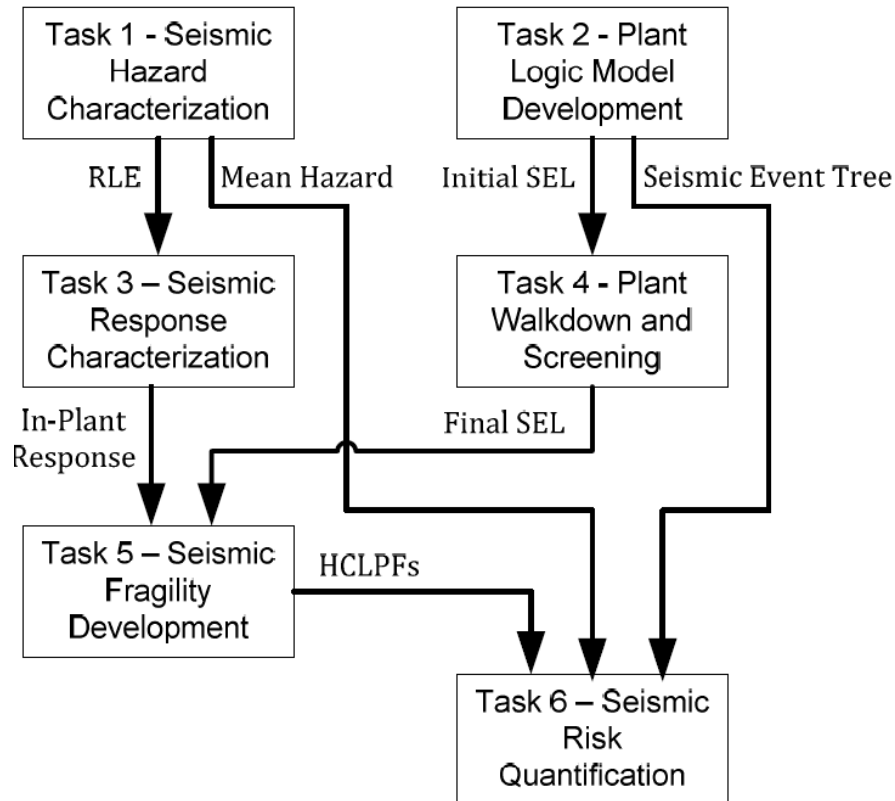 Task 1 - Seismic
Hazard
Characterization
Task 2 - Plant
Logic Model
Development
RLE
Mean Hazard
Initial SEL
Seismic Event Tree
Task 3 – Seismic
Response
Characterization
Task 4 - Plant
Walkdown and
Screening
In-Plant
Response
Final SEL
Task 5 – Seismic
Fragility
Development
HCLPFs
Task 6 – Seismic
Risk
Quantification